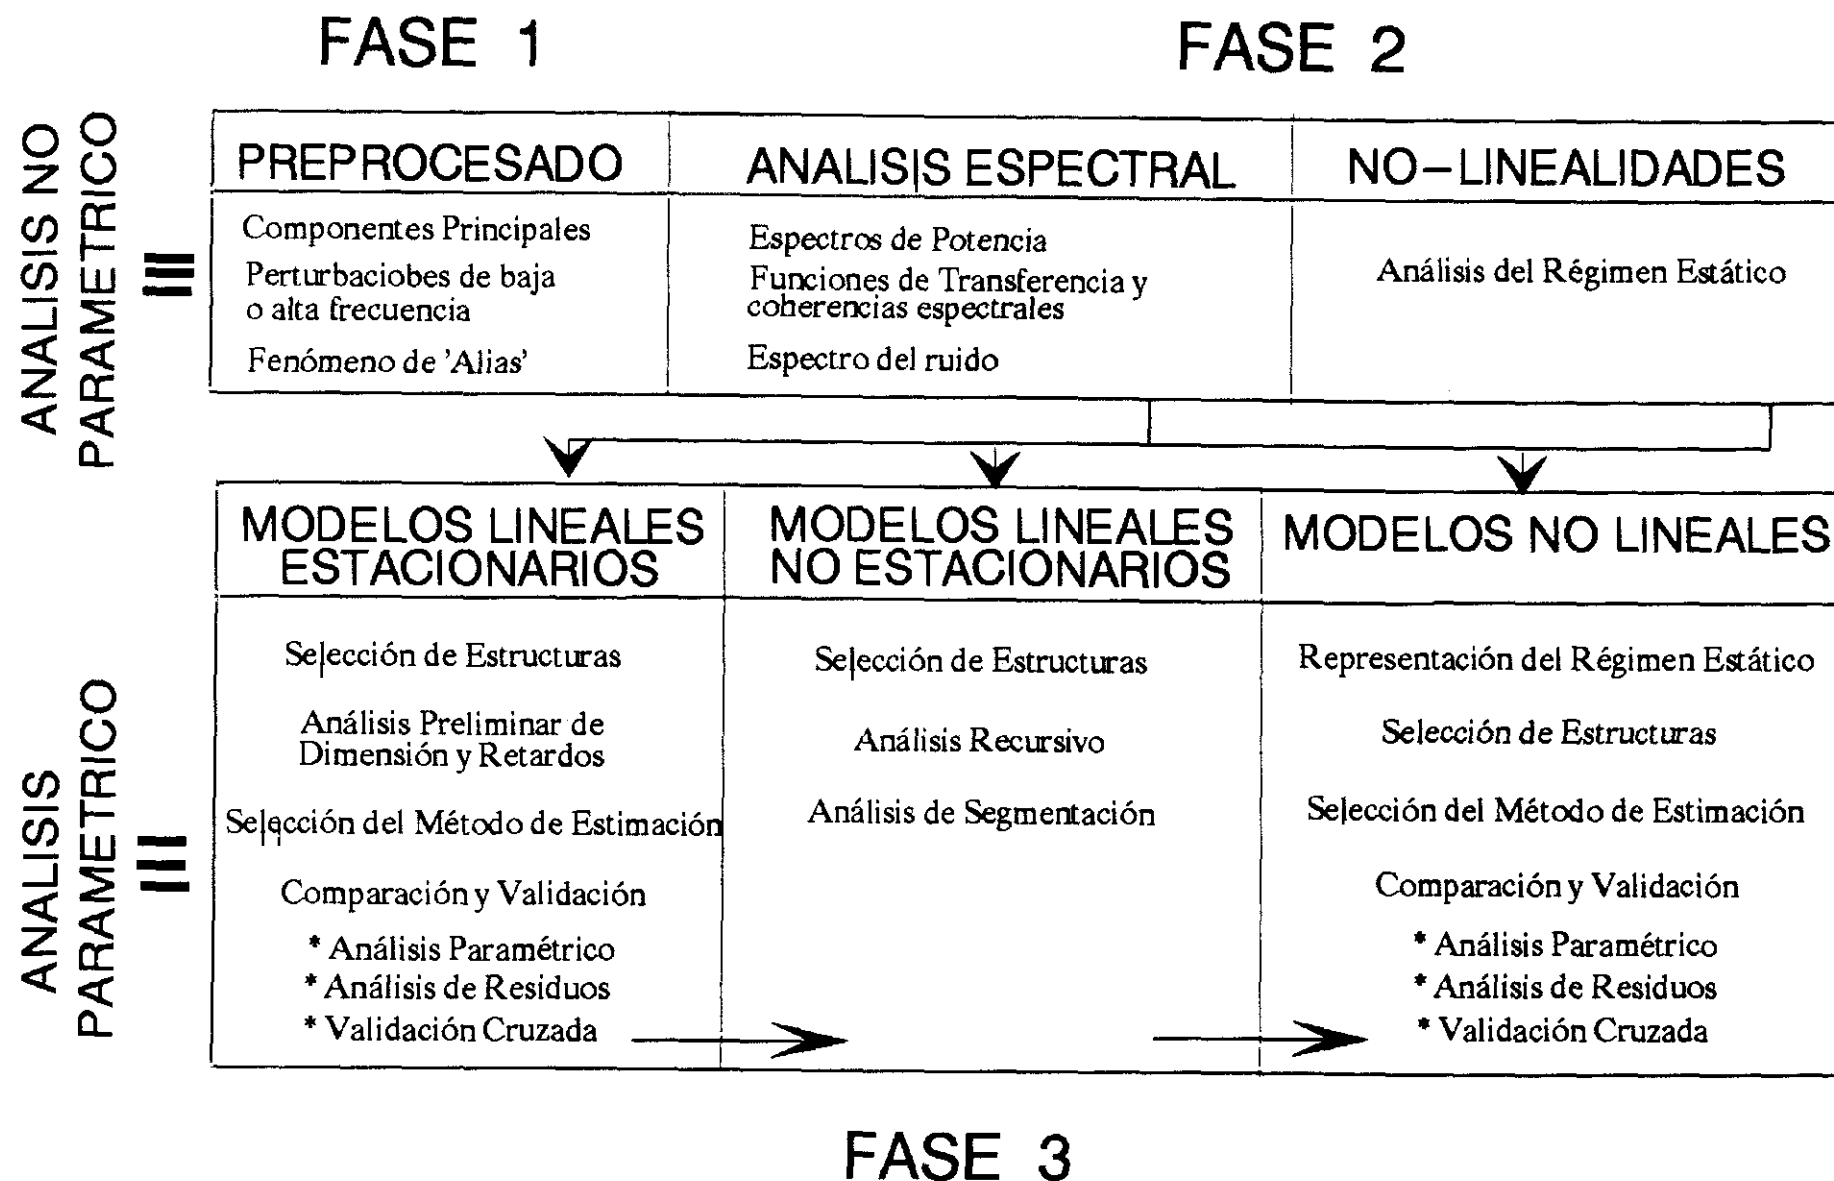 FASE 1
FASE 2
ANALISIS NO
PARAMETRICO
PREPROCESADO
Componentes Principales
Perturbaciobes de baja
o alta frecuencia
Fenómeno de 'Alias'
ANALISIS ESPECTRAL
Espectros de Potencia
Funciones de Transferencia y
coherencias espectrales
Espectro del ruido
NO-LINEALIDADES
Análisis del Régimen Estático
ANALISIS
PARAMETRICO
MODELOS LINEALES
ESTACIONARIOS
Selección de Estructuras
Análisis Preliminar de
Dimensión y Retardos
Selección del Método de Estimación
Comparación y Validación
* Análisis Paramétrico
* Análisis de Residuos
* Validación Cruzada
MODELOS LINEALES
NO ESTACIONARIOS
Selección de Estructuras
Análisis Recursivo
Análisis de Segmentación
MODELOS NO LINEALES
Representación del Régimen Estático
Selección de Estructuras
Selección del Método de Estimación
Comparación y Validación
* Análisis Paramétrico
* Análisis de Residuos
* Validación Cruzada
FASE 3